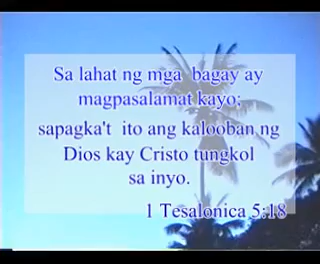 Sa lahat ng mga bagay ay
magpasalamat kayo;
sapagka't ito ang kalooban ng
Dios kay Cristo tungkol
sa inyo.
1 Tesalonica 5:18